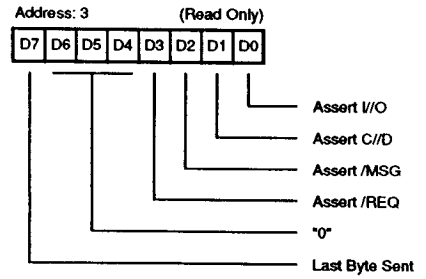 Address: 3 (Read Only)
D7 D6 D5 D4 D3 D2 D1 D0
Assert I//O
Assert C//D
Assert /MSG
Assert /REQ
"0"
Last Byte Sent